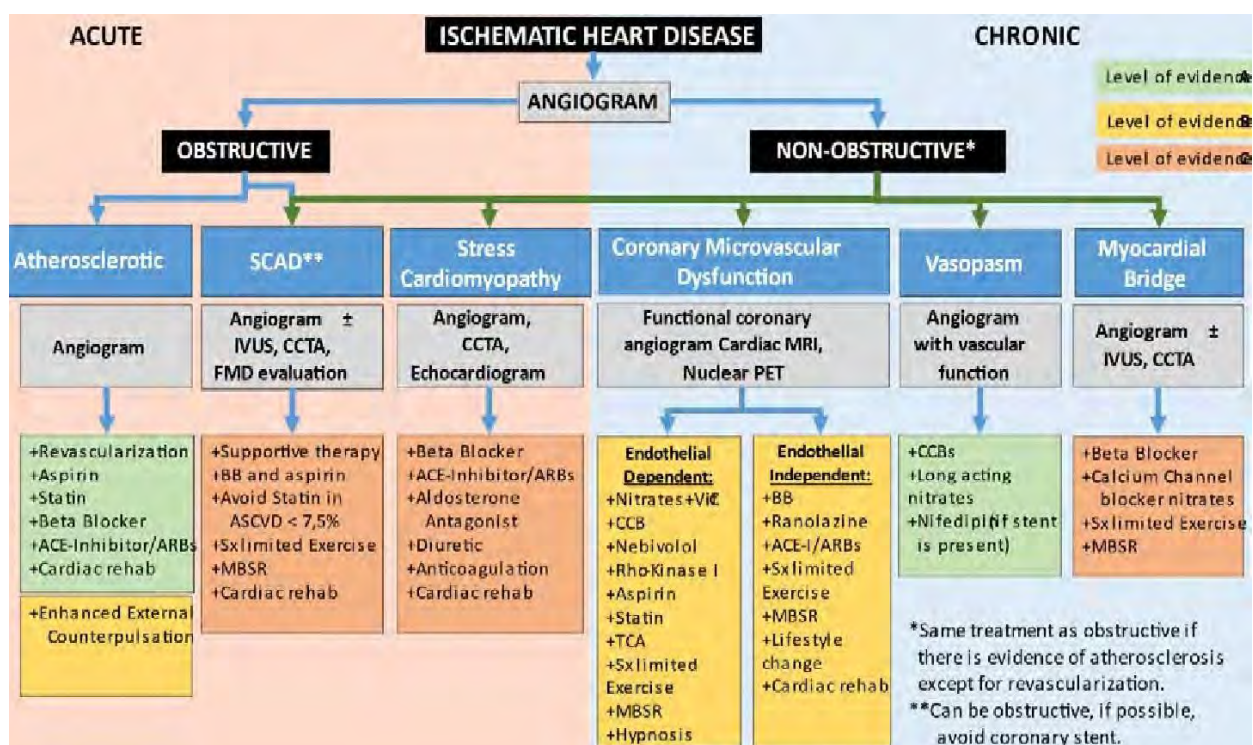 ACUTE
ISCHEMATIC HEART DISEASE
CHRONIC
Level of evidence A
Level of evidence B
Level of evidence C
ANGIOGRAM
OBSTRUCTIVE
NON-OBSTRUCTIVE*
Atherosclerotic
SCAD**
Stress
Cardiomyopathy
Coronary Microvascular
Dysfunction
Vasopasm
Myocardial
Bridge
Angiogram
Angiogram ±
IVUS, CCTA,
FMD evaluation
Angiogram,
CCTA,
Echocardiogram
Functional coronary
angiogram Cardiac MRI,
Nuclear PET
Angiogram
with vascular
function
Angiogram ±
IVUS, CCTA
+Revascularization
+Aspirin
+Statin
+Beta Blocker
+ACE-Inhibitor/ARBs
+Cardiac rehab
+Enhanced External
Counterpulsation
+Supportive therapy
+BB and aspirin
+Avoid Statin in
ASCVD < 7,5%
+Sxlimited Exercise
+MBSR
+Cardiac rehab
+Beta Blocker
+ACE-Inhibitor/ARBs
+Aldosterone
Antagonist
+Diuretic
+Anticoagulation
+Cardiac rehab
Endothelial
Dependent:
+Nitrates+Vit C
+CCB
+Nebivolol
+Rho-Kinase I
+Aspirin
+Statin
+TCA
+Sxlimited
Exercise
+MBSR
+Hypnosis
Endothelial
Independent:
+BB
+Ranolazine
+ACE-I/ARBs
+Sxlimited
Exercise
+MBSR
+Lifestyle
change
+Cardiac rehab
+CCBs
+Long acting
nitrates
+Nifedipi(if stent
is present)
+Beta Blocker
+Calcium Channel
blocker nitrates
+Sxlimited Exercise
+MBSR
*Same treatment as obstructive if
there is evidence of atherosclerosis
except for revascularization.
**Can be obstructive, if possible,
avoid coronary stent.